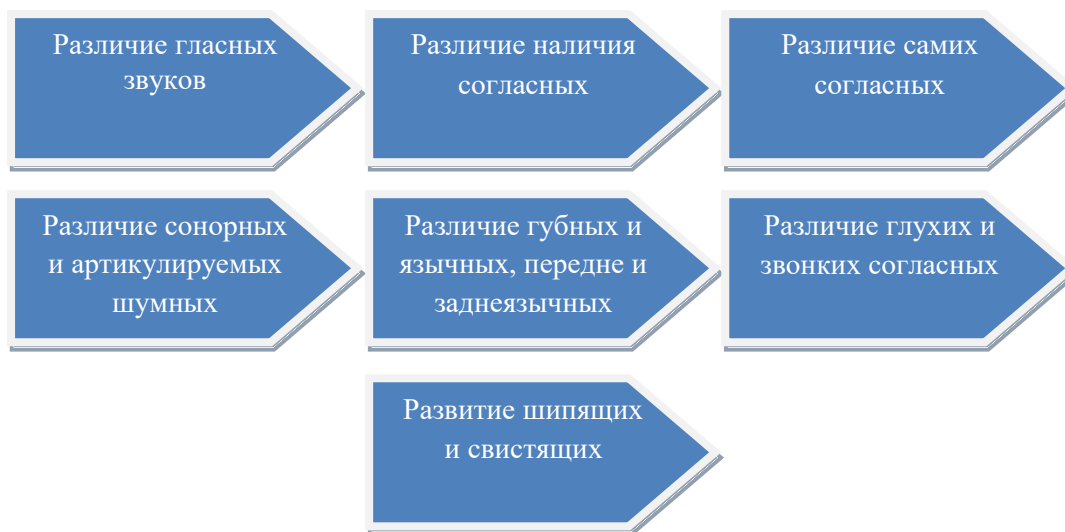 Различие гласных
звуков
Различие наличия
согласных
Различие самих
согласных
Различие сонорных
и артикулируемых
шумных
Различие губных и
язычных, передне и
заднеязычных
Различие глухих и
звонких согласных
Развитие шипящих
и свистящих